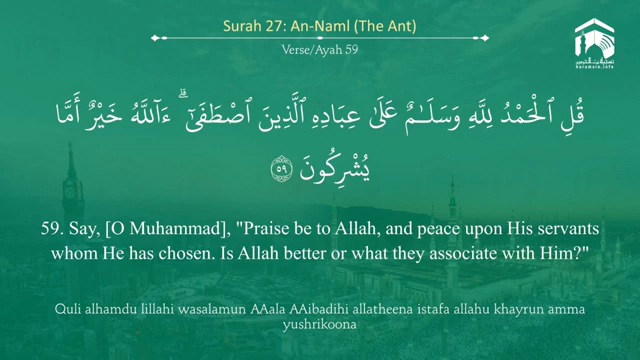 Surah 27: An-Naml (The Ant)
Verse/Ayah 59
haramain.info
قُلِ ٱلْحَمْدُ لِلَّهِ وَسَلَـٰمٌ عَلَىٰ عِبَادِهِ ٱلَّذِينَ ٱصْطَفَىٰٓ ۗ ءَآللَّهُ خَيْرٌ أَمَّا
يُشْرِكُونَ ٥٩
59. Say, [O Muhammad], "Praise be to Allah, and peace upon His servants
whom He has chosen. Is Allah better or what they associate with Him?"
Quli alhamdu lillahi wasalamun AAala AAibadihi allatheena istafa allahu khayrun amma
yushrikoona